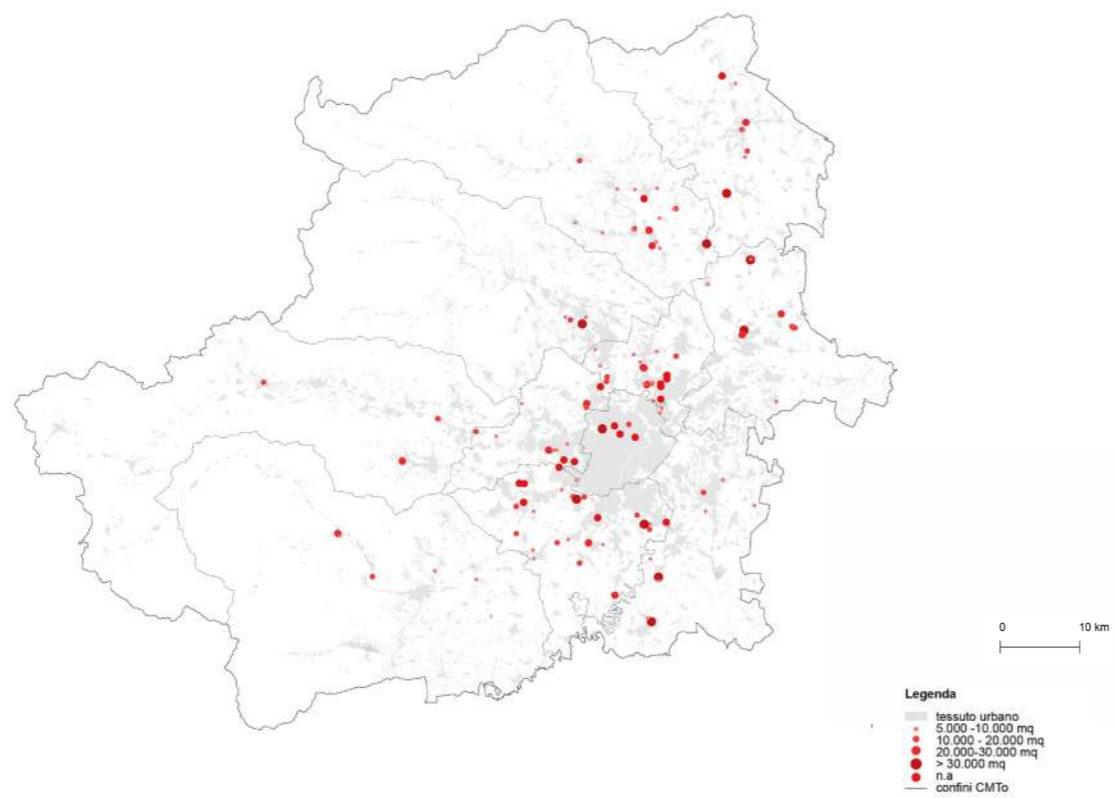 0 10 km
Legenda
tessuto urbano
5.000 -10.000 mq
10.000 - 20.000 mq
20.000-30.000 mq
> 30.000 mq
n.a
confini CMTo